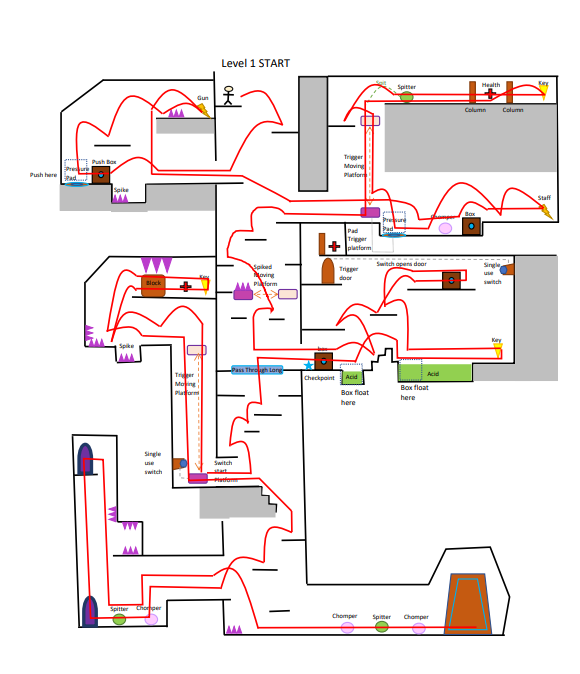 Level 1 START
Spit
Spitter
Health
Key
Gun
Column
Column
Trigger
Moving
Platform
Push here
Pressure
Pad
Push Box
Spike
Staff
Pressure
Pad
Chomper
Box
Pad
Trigger
platform
Trigger
door
Switch opens door
Single
use
switch
Spiked
Moving
Platform
Block
Key
Spike
Key
box
Pass Through Long
Checkpoint
Acid
Acid
Box float
here
Box float
here
Trigger
Moving
Platform
Single
use
switch
Switch
start
Platform
Spitter
Chomper
Chomper
Spitter
Chomper